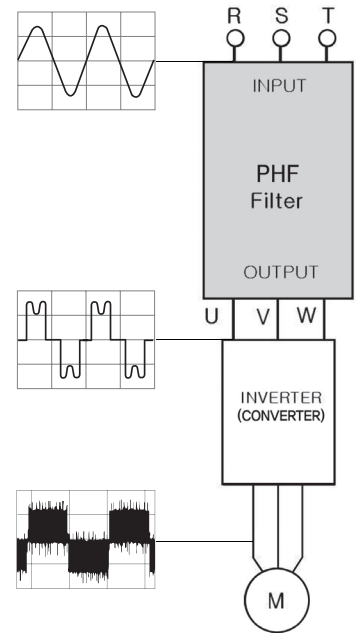 R S T
INPUT
PHF
Filter
OUTPUT
U V W
INVERTER
(CONVERTER)
M